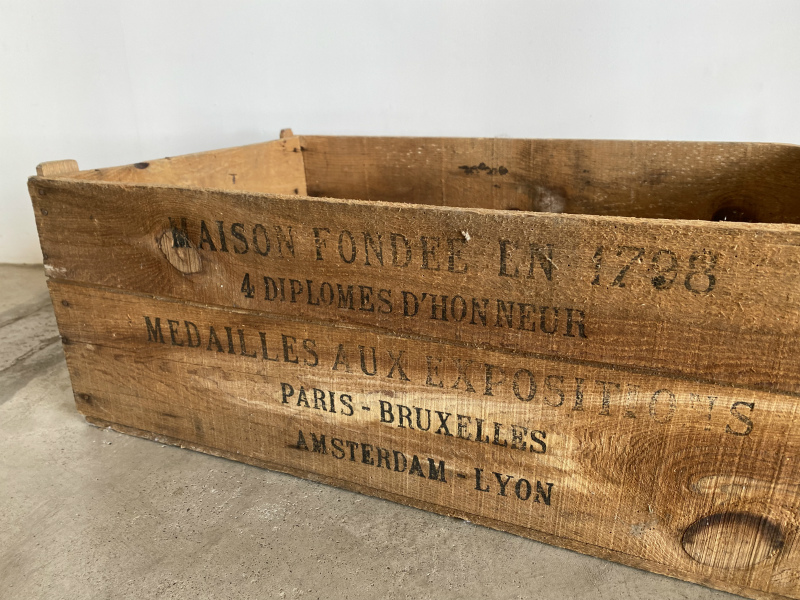 MAISON FONDEE EN 1798
4 DIPLOMES D'HONNEUR
MEDAILLES AUX EXPOSITIONS
PARIS - BRUXELLES
AMSTERDAM - LYON